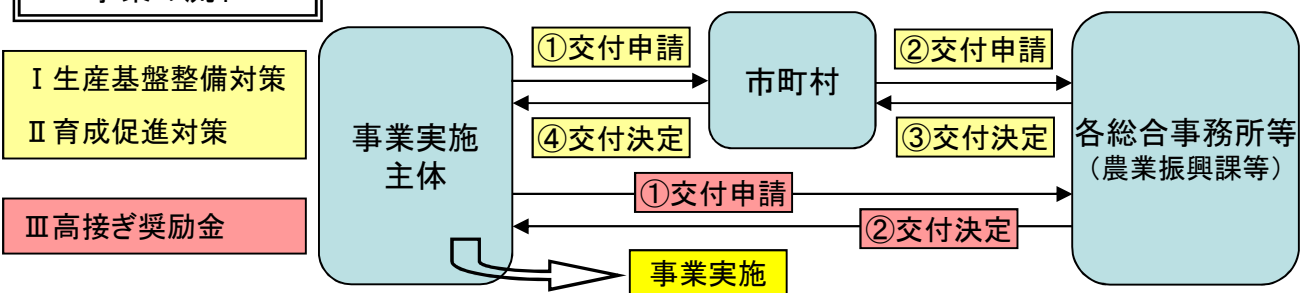 Ⅰ生産基盤整備対策
Ⅱ育成促進対策
Ⅲ高接ぎ奨励金
事業実施
主体
①交付申請
④交付決定
市町村
②交付申請
③交付決定
各総合事務所等
（農業振興課等）
①交付申請
②交付決定
事業実施